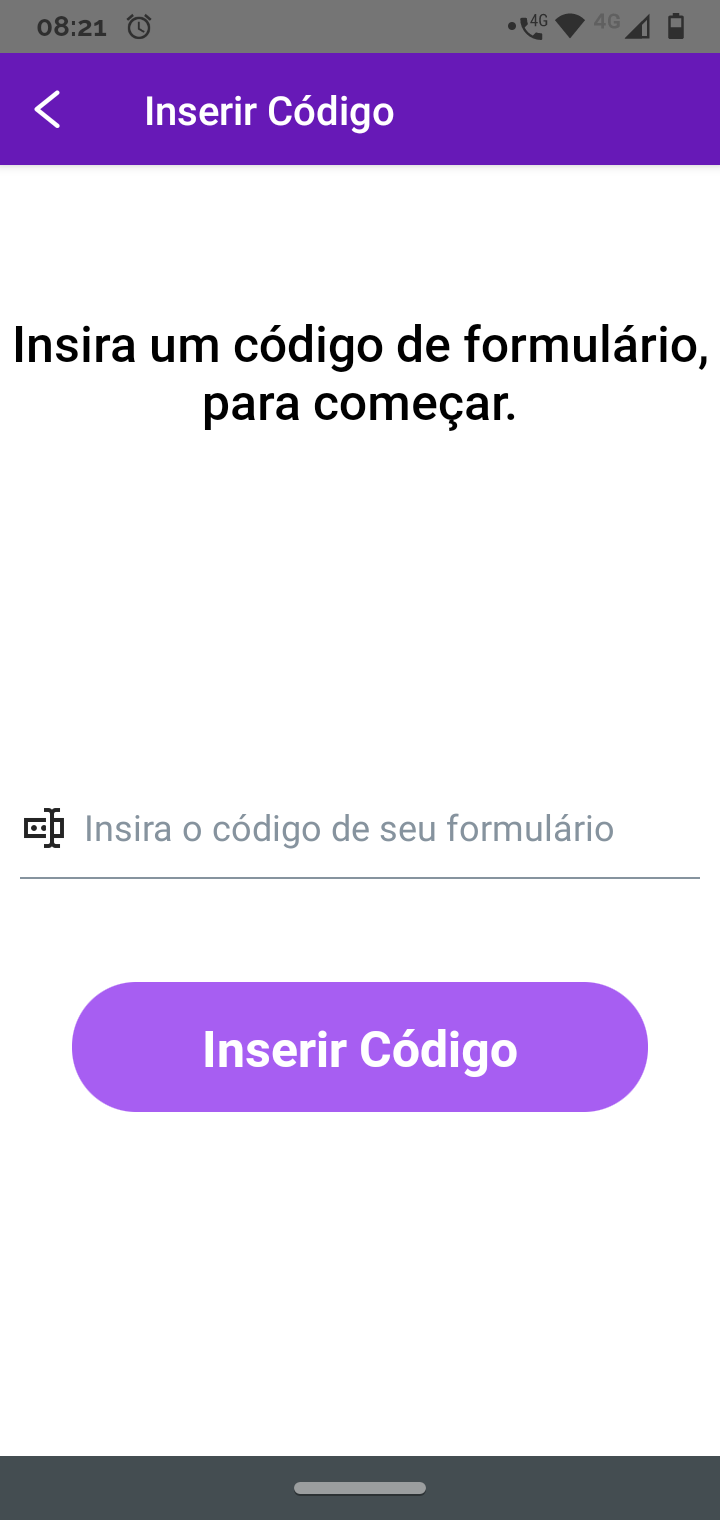 08:21
4G
4G
Inserir Código
Insira um código de formulário,
para começar.
Insira o código de seu formulário
Inserir Código